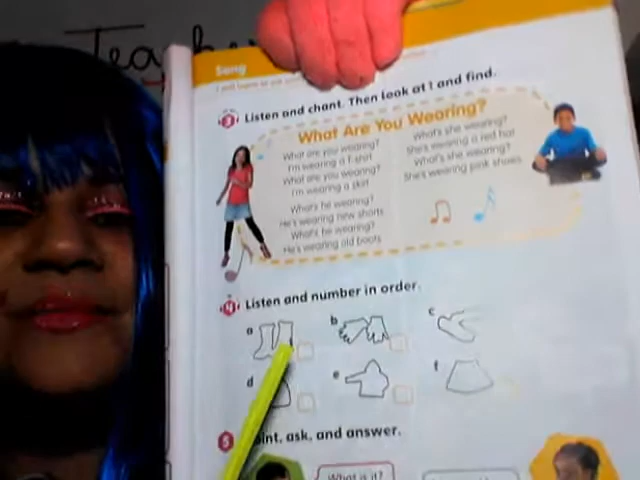 Teach
Song
3 Listen and chant. Then look at 1 and find.
What Are You Wearing?
What are you wearing?
I'm wearing a T-shirt
What are you wearing?
I'm wearing a skirt
What's he wearing?
He's wearing new shorts
What's he wearing?
He's wearing old boots
What's she wearing?
She's wearing a red hat
What's she wearing?
She's wearing pink shoes
4 Listen and number in order.
a
b
c
d
e
f
5 oint, ask, and answer.
What is it?